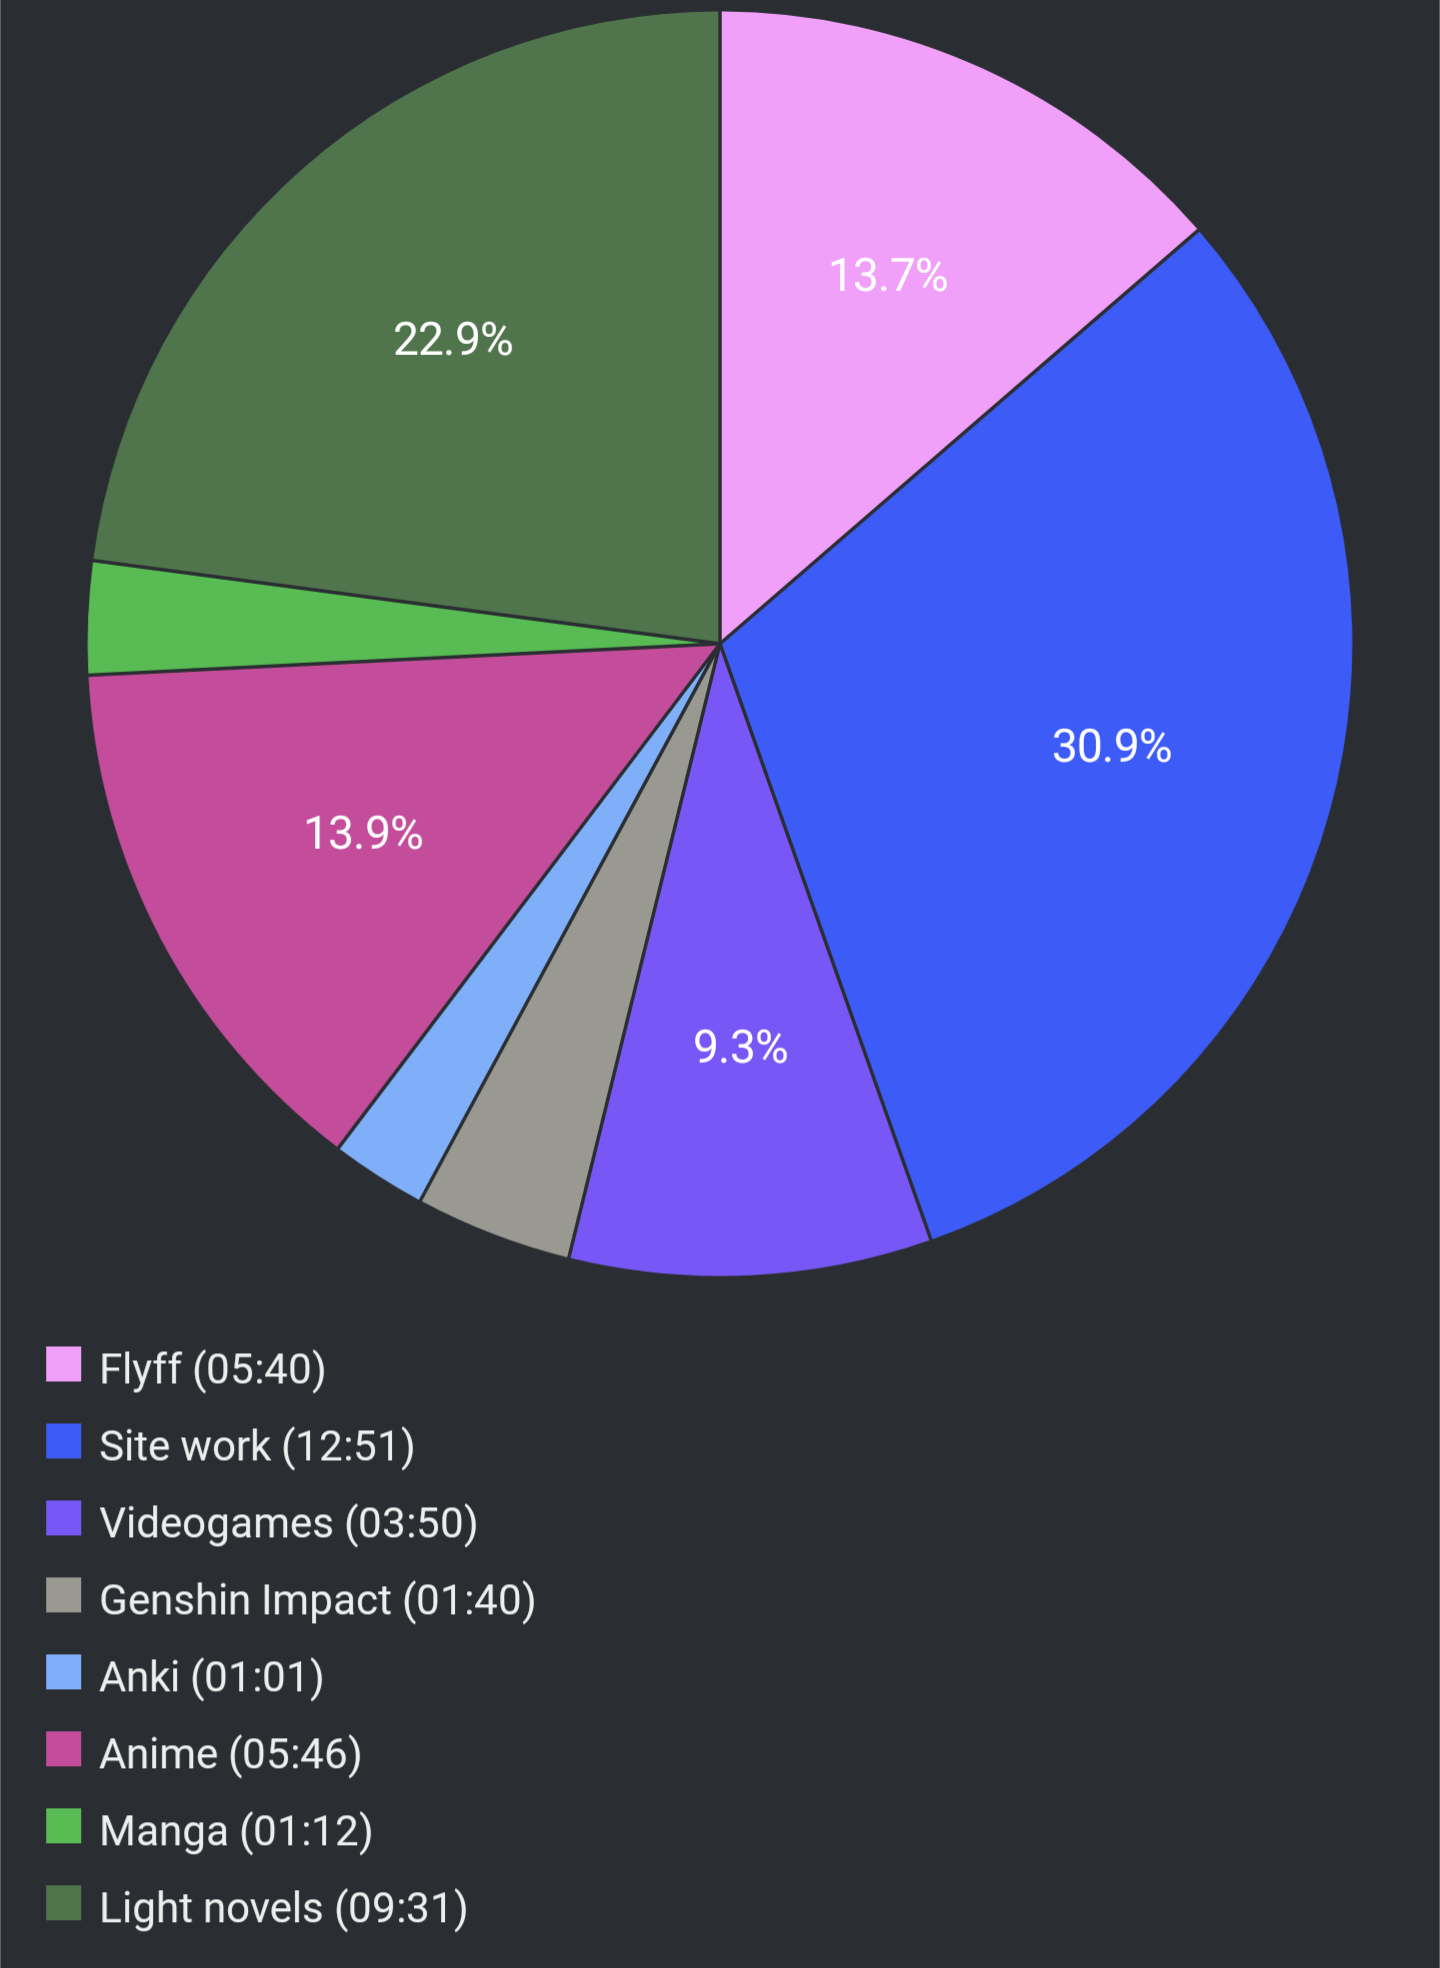 13.7%
22.9%
30.9%
13.9%
9.3%
Flyff (05:40)
Site work (12:51)
Videogames (03:50)
Genshin Impact (01:40)
Anki (01:01)
Anime (05:46)
Manga (01:12)
Light novels (09:31)